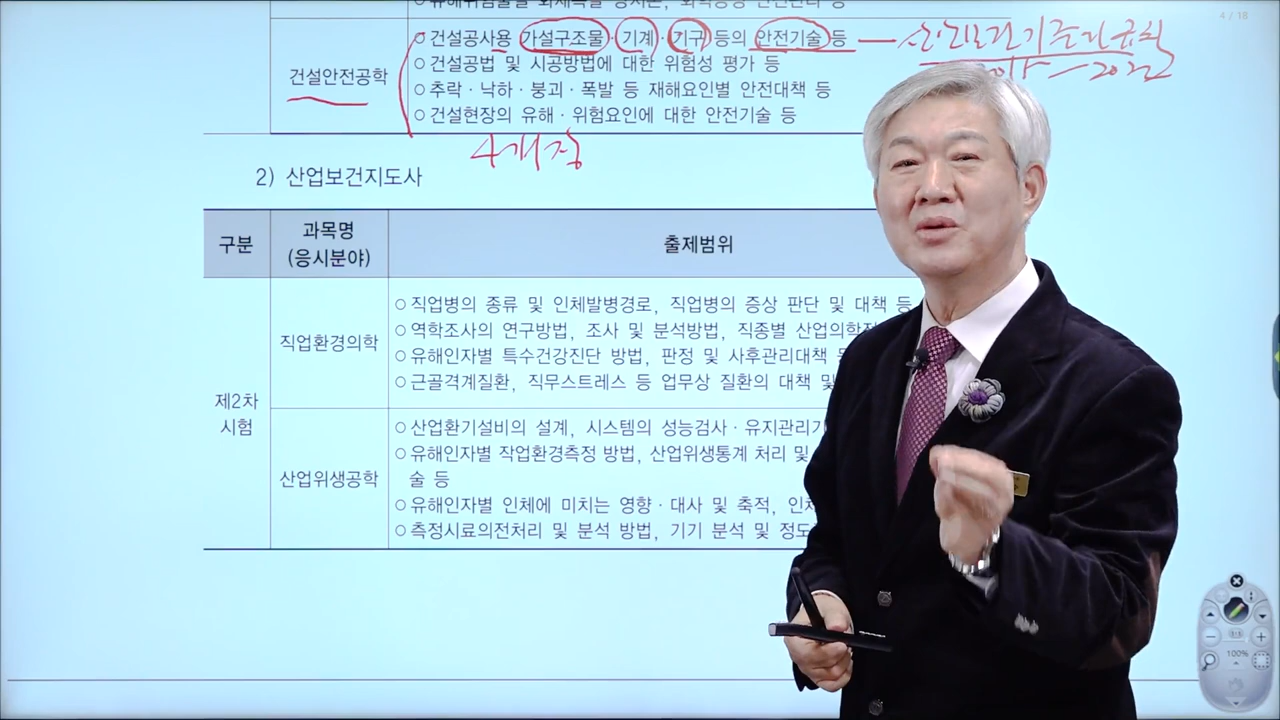 4 / 18
○ 건설공사용 가설구조물 · 기계 · 기구 등의 안전기술 등
건설안전공학
○ 건설공법 및 시공방법에 대한 위험성 평가 등
○ 추락 · 낙하 · 붕괴 · 폭발 등 재해요인별 안전대책 등
○ 건설현장의 유해 · 위험요인에 대한 안전기술 등
4개장
2) 산업보건지도사
구분
과목명
(응시분야)
출제범위
제2차
시험
직업환경의학
○ 직업병의 종류 및 인체발병경로, 직업병의 증상 판단 및 대책 등
○ 역학조사의 연구방법, 조사 및 분석방법, 직종별 산업의학적
○ 유해인자별 특수건강진단 방법, 판정 및 사후관리대책
○ 근골격계질환, 직무스트레스 등 업무상 질환의 대책 및
산업위생공학
○ 산업환기설비의 설계, 시스템의 성능검사 · 유지관리기
○ 유해인자별 작업환경측정 방법, 산업위생통계 처리 및
술 등
○ 유해인자별 인체에 미치는 영향 · 대사 및 축적, 인체
○ 측정시료의전처리 및 분석 방법, 기기 분석 및 정도
100%